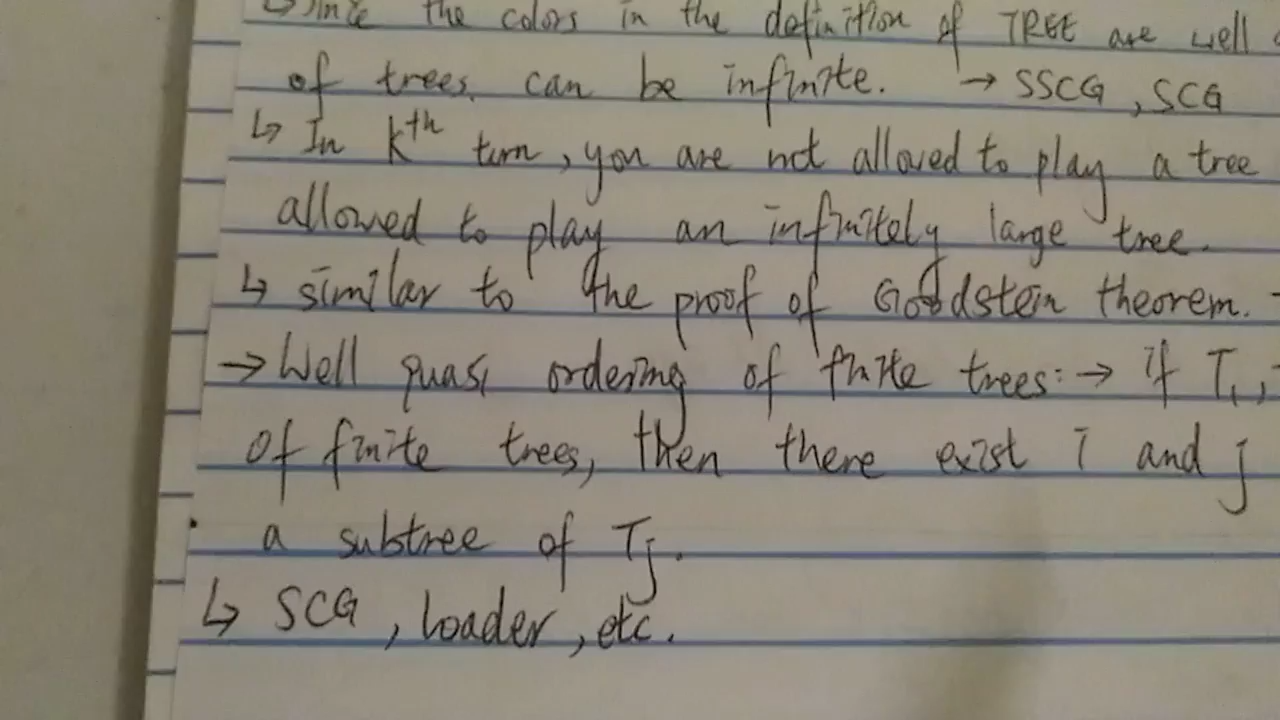 the colors in the definition of TREE are well
of trees can be infinite. → SSCG, SCG
↳ In kth turn, you are not allowed to play a tree
allowed to play an infinitely large tree.
↳ similar to the proof of Goodstein theorem.
→ Well quasi ordering of finite trees: → if T1,
of finite trees, then there exist i and j
a subtree of Tj.
↳ SCG, loader, etc.